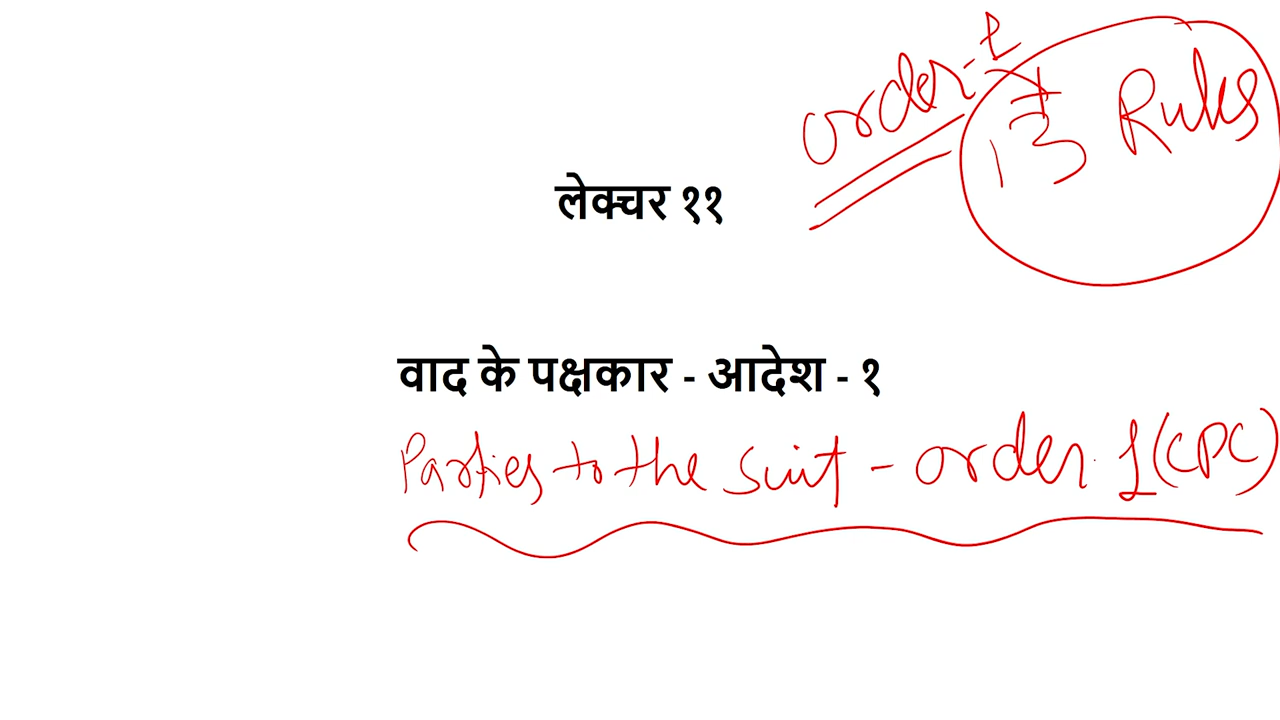 order-1
13 Rules
लेक्चर ११
वाद के पक्षकार - आदेश - १
Parties to the suit - order. 1 (CPC)